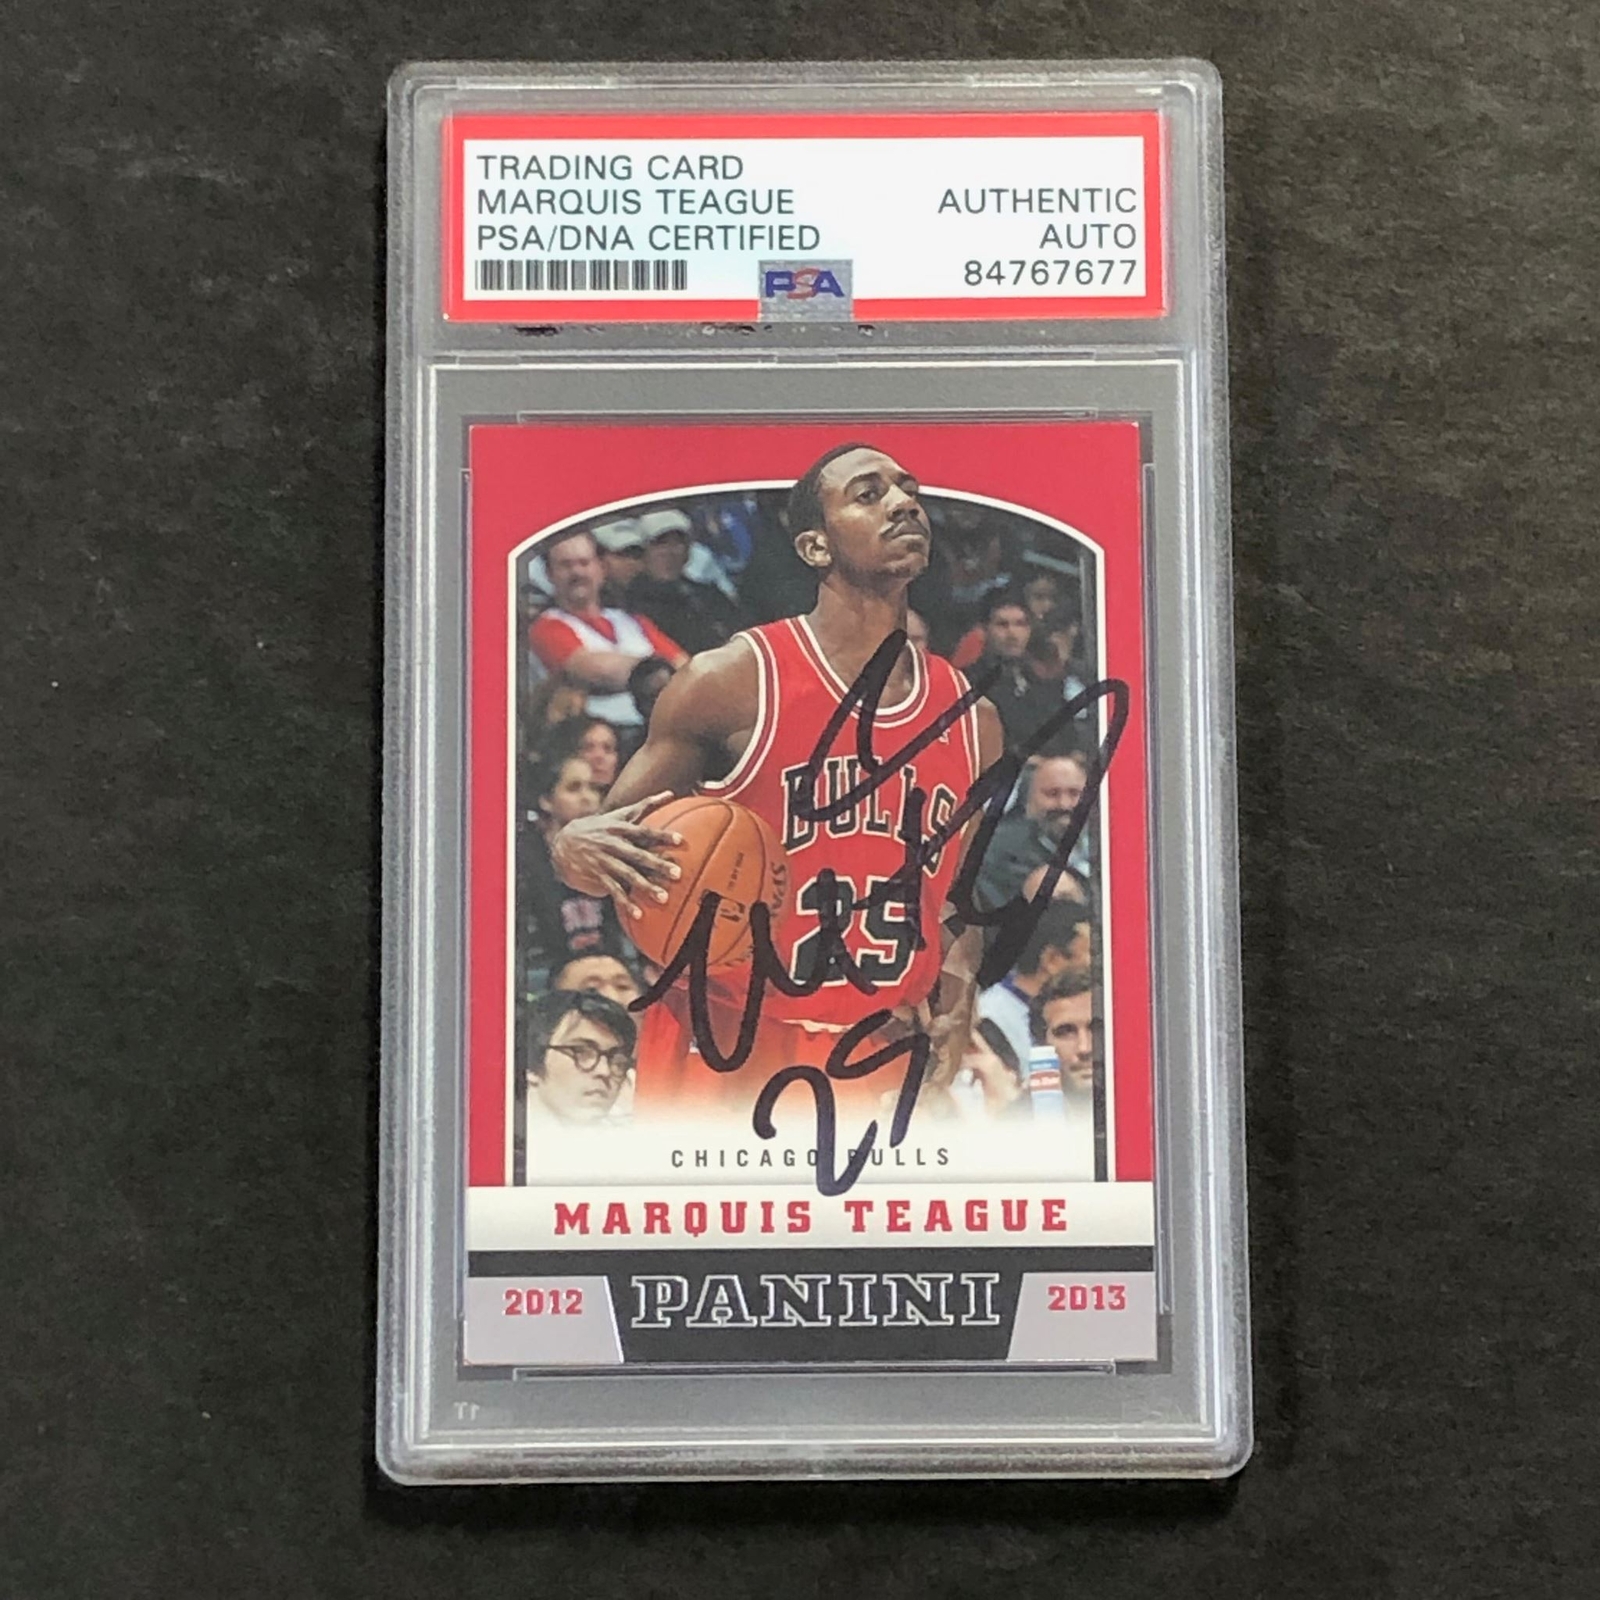 TRADING CARD
MARQUIS TEAGUE
PSA/DNA CERTIFIED
AUTHENTIC
AUTO
84767677
PSA
BULLS
25
25
CHICAGO BULLS
MARQUIS TEAGUE
2012 PANINI 2013